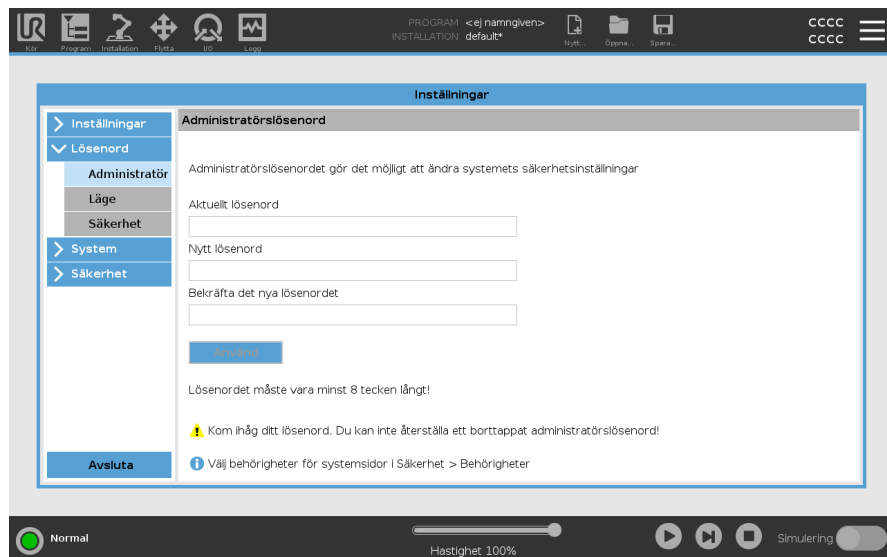 PROGRAM <ej namngiven>
INSTALLATION default*
CCCC
CCCC
Kör Program Installation Flytta I/O Logg Nytt... Öppna... Spara...
Inställningar
Inställningar
Lösenord
Administratör
Läge
Säkerhet
System
Säkerhet
Avsluta
Administratörslösenord
Administratörslösenordet gör det möjligt att ändra systemets säkerhetsinställningar
Aktuellt lösenord
Nytt lösenord
Bekräfta det nya lösenordet
Använd
Lösenordet måste vara minst 8 tecken långt!
Kom ihåg ditt lösenord. Du kan inte återställa ett borttappat administratörslösenord!
Välj behörigheter för systemsidor i Säkerhet > Behörigheter
Normal
Hastighet 100%
Simulering